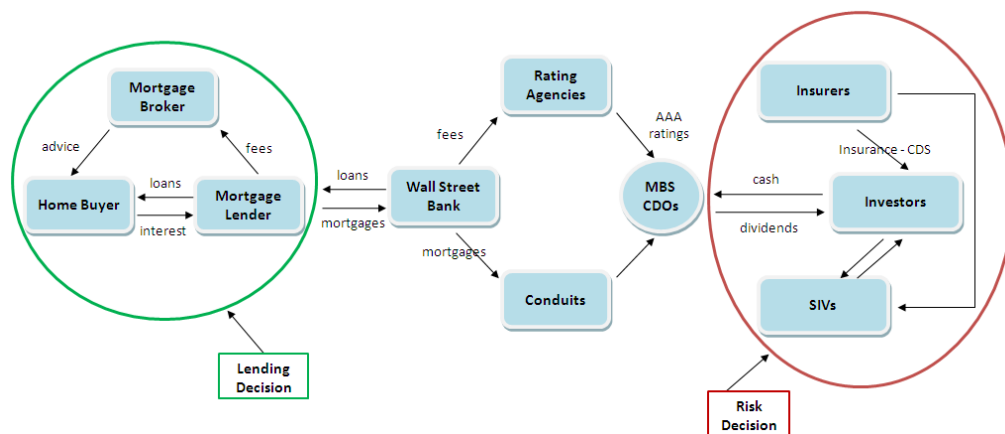 Mortgage
Broker
advice
fees
loans
Home Buyer
Mortgage
Lender
interest
loans
mortgages
Wall Street
Bank
fees
Rating
Agencies
AAA
ratings
mortgages
Conduits
MBS
CDOs
Insurers
Insurance - CDS
cash
Investors
dividends
SIVs
Lending
Decision
Risk
Decision